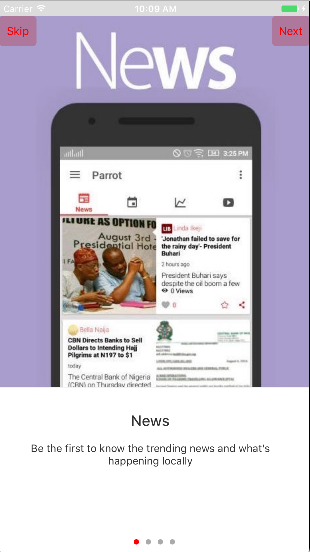 Carrier 10:09 AM
Skip
Next
News
3:25 PM
Parrot
News
LIB Linda Ikeji
'Jonathan failed to save for
the rainy day'- President
Buhari
2 hours ago
President Buhari says
despite the oil boom a few
0 Views
0
August 3rd
Presidential Hote
Bella Naija
CBN Directs Banks to Sell
Dollars to Intending Hajj
Pilgrims at N197 to $1
today
The Central Bank of Nigeria
(CBN) on Thursday directed
News
Be the first to know the trending news and what's
happening locally